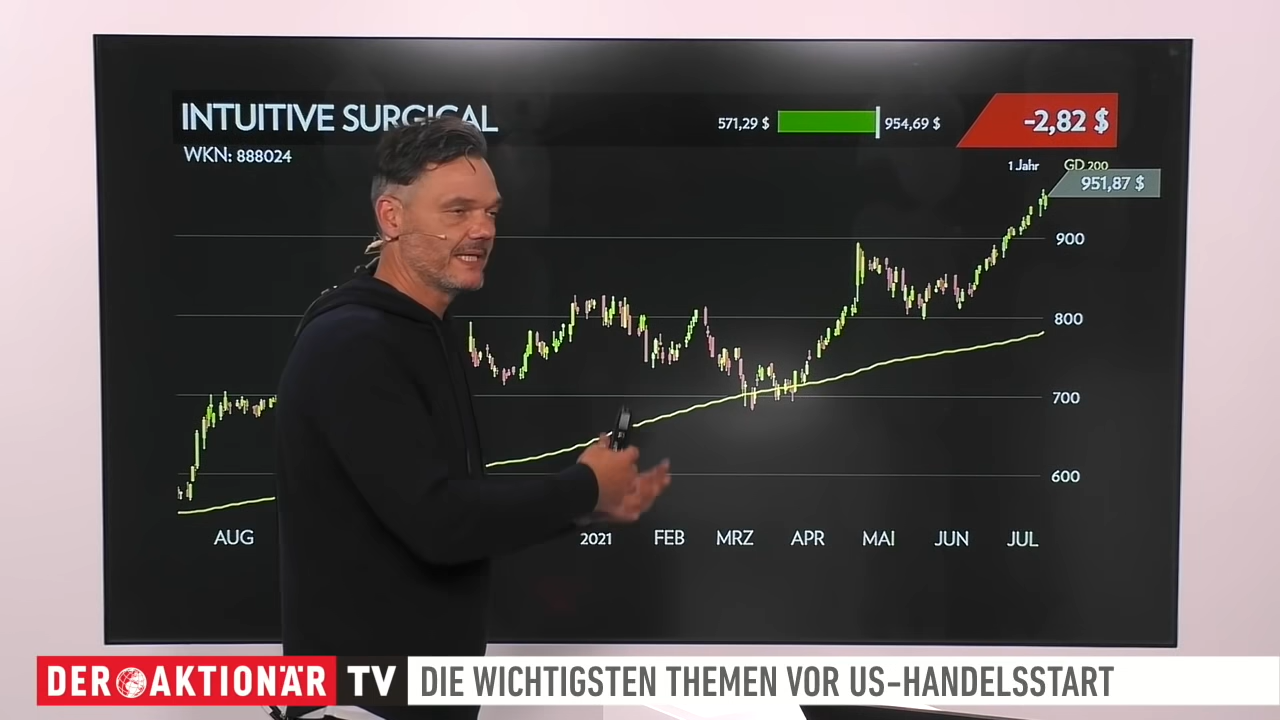 INTUITIVE SURGICAL
571,29 $ 954,69 $ -2,82 $
WKN: 888024
1 Jahr GD 200
951,87 $
900
800
700
600
AUG 2021 FEB MRZ APR MAI JUN JUL
DER AKTIONÄR TV DIE WICHTIGSTEN THEMEN VOR US-HANDELSSTART